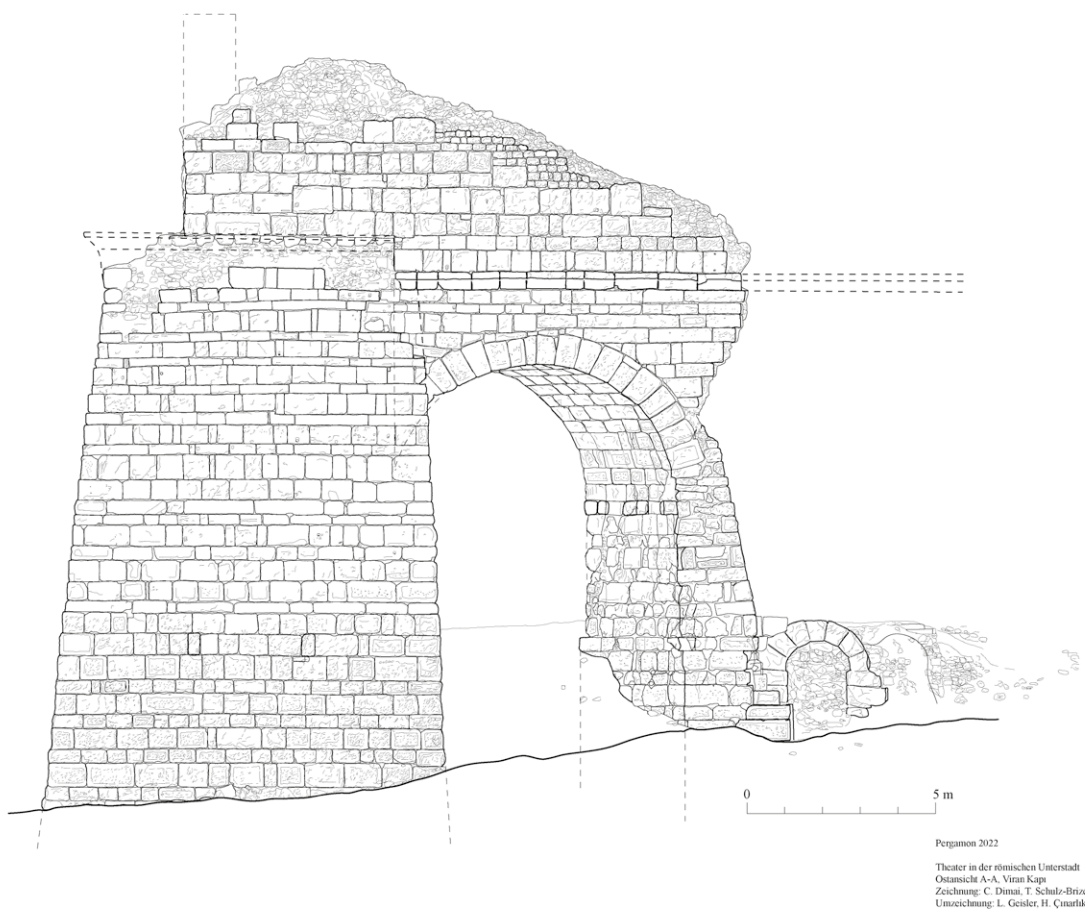 0 5 m
Pergamon 2022
Theater in der römischen Unterstadt
Ostansicht A-A, Viran Kapı
Zeichnung: C. Dimai, T. Schulz-Brize
Umzeichnung: L. Geisler, H. Çınarlık